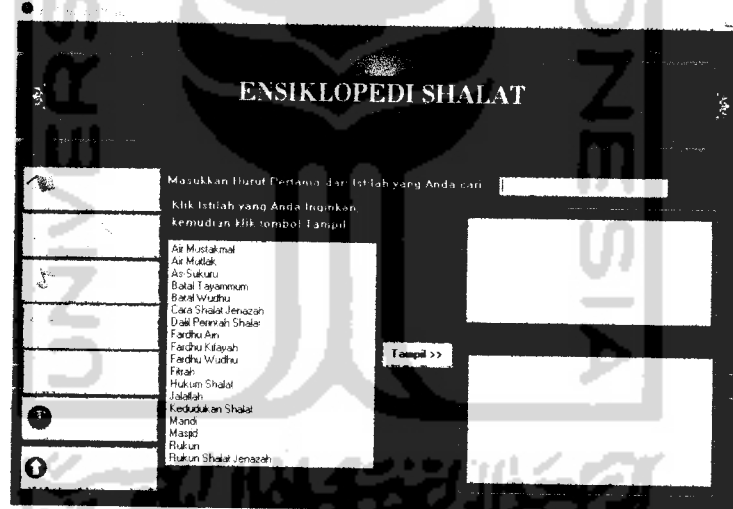 ENSIKLOPEDI SHALAT
Masukkan Huruf Pertama dari Istilah yang Anda cari
Klik Istilah yang Anda Inginkan,
kemudian klik tombol Tampil
Air Mustakmal
Air Mutlak
As-Sukuru
Batal Tayammum
Batal Wudhu
Cara Shalat Jenazah
Dalil Perintah Shalat
Fardhu Ain
Fardhu Kifayah
Fardhu Wudhu
Fitrah
Hukum Shalat
Jalallah
Kedudukan Shalat
Mandi
Masjid
Rukun
Rukun Shalat Jenazah
Tampil >>